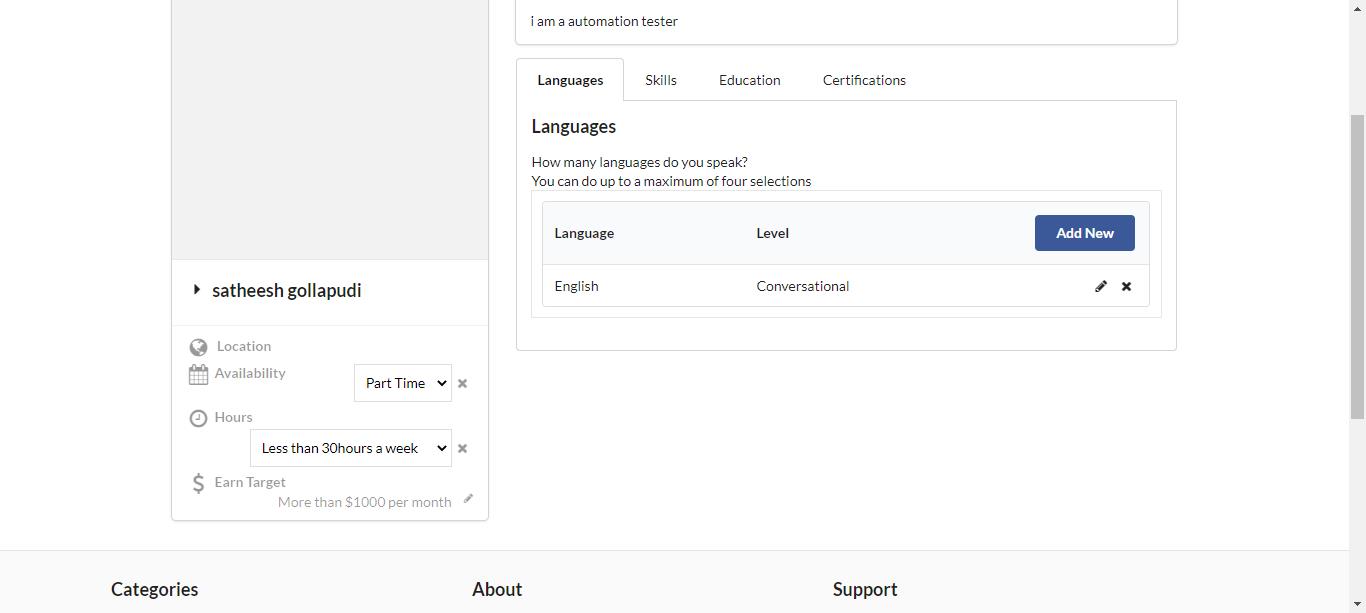 i am a automation tester
Languages Skills Education Certifications
Languages
How many languages do you speak?
You can do up to a maximum of four selections
Language Level Add New
English Conversational
satheesh gollapudi
Location
Availability Part Time
Hours
Less than 30hours a week
Earn Target
More than $1000 per month
Categories About Support